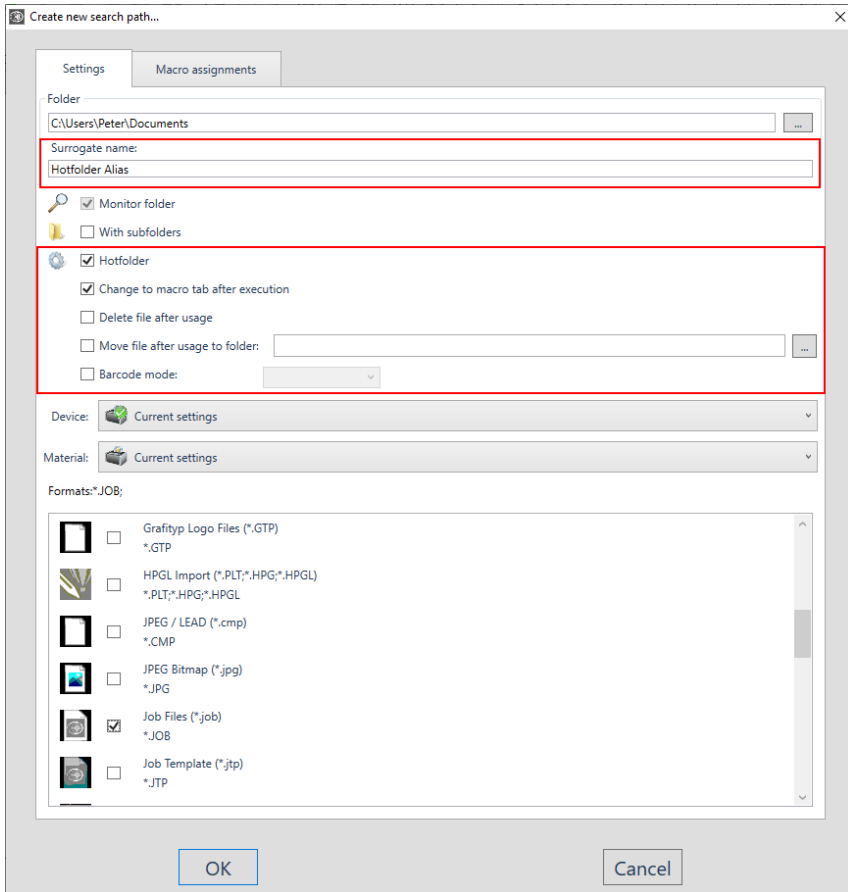 Create new search path...
Settings
Macro assignments
Folder
C:\Users\Peter\Documents
...
Surrogate name:
Hotfolder Alias
Monitor folder
With subfolders
Hotfolder
Change to macro tab after execution
Delete file after usage
Move file after usage to folder:
...
Barcode mode:
Device: Current settings
Material: Current settings
Formats:*.JOB;
Grafityp Logo Files (*.GTP)
*.GTP
HPGL Import (*.PLT;*.HPG;*.HPGL)
*.PLT;*.HPG;*.HPGL
JPEG / LEAD (*.cmp)
*.CMP
JPEG Bitmap (*.jpg)
*.JPG
Job Files (*.job)
*.JOB
Job Template (*.jtp)
*.JTP
OK
Cancel